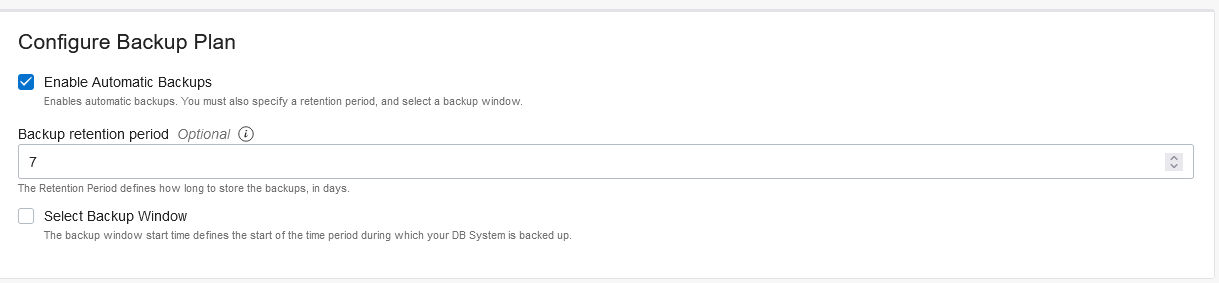 Configure Backup Plan
Enable Automatic Backups
Enables automatic backups. You must also specify a retention period, and select a backup window.
Backup retention period Optional i
7
The Retention Period defines how long to store the backups, in days.
Select Backup Window
The backup window start time defines the start of the time period during which your DB System is backed up.